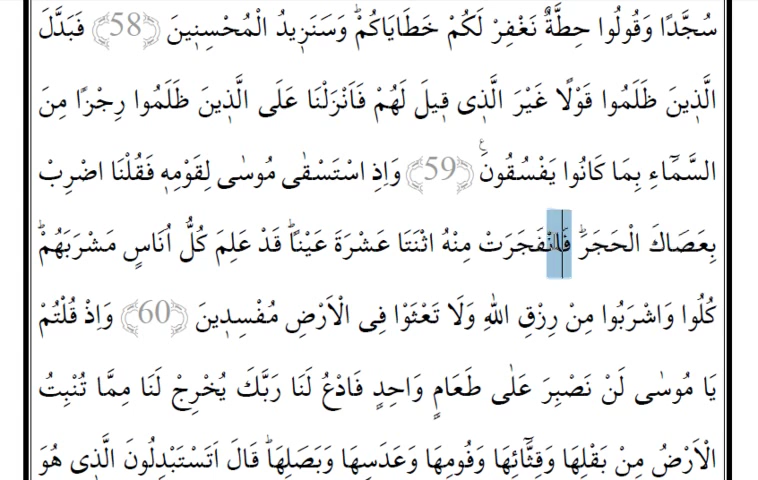 سُجَّدًا وَقُولُوا حِطَّةٌ نَغْفِرْ لَكُمْ خَطَايَاكُمْۜ وَسَنَزٖيدُ الْمُحْسِنٖينَ ﴿58﴾ فَبَدَّلَ
الَّذٖينَ ظَلَمُوا قَوْلًا غَيْرَ الَّذٖى قٖيلَ لَهُمْ فَاَنْزَلْنَا عَلَى الَّذٖينَ ظَلَمُوا رِجْزًا مِنَ
السَّمَٓاءِ بِمَا كَانُوا يَفْسُقُونَࣖ ﴿59﴾ وَاِذِ اسْتَسْقٰى مُوسٰى لِقَوْمِهٖ فَقُلْنَا اضْرِبْ
بِعَصَاكَ الْحَجَرَۜ فَانْفَجَرَتْ مِنْهُ اثْنَتَا عَشْرَةَ عَيْنًاۜ قَدْ عَلِمَ كُلُّ اُنَاسٍ مَشْرَبَهُمْۜ
كُلُوا وَاشْرَبُوا مِنْ رِزْقِ اللّٰهِ وَلَا تَعْثَوْا فِى الْاَرْضِ مُفْسِدٖينَ ﴿60﴾ وَاِذْ قُلْتُمْ
يَا مُوسٰى لَنْ نَصْبِرَ عَلٰى طَعَامٍ وَاحِدٍ فَادْعُ لَنَا رَبَّكَ يُخْرِجْ لَنَا مِمَّا تُنْبِتُ
الْاَرْضُ مِنْ بَقْلِهَا وَقِثَّٓائِهَا وَفُومِهَا وَعَدَسِهَا وَبَصَلِهَاۜ قَالَ اَتَسْتَبْدِلُونَ الَّذٖى هُوَ